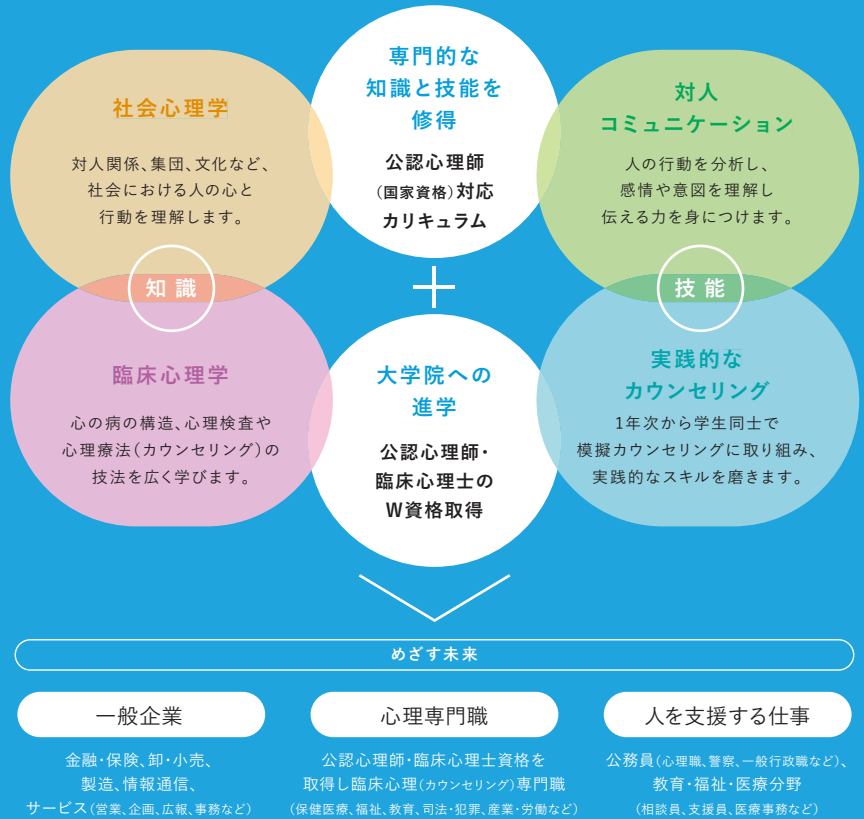 社会心理学
対人関係、集団、文化など、
社会における人の心と
行動を理解します。
知識
臨床心理学
心の病の構造、心理検査や
心理療法(カウンセリング)の
技法を広く学びます。
専門的な
知識と技能を
修得
公認心理師
(国家資格)対応
カリキュラム
+
大学院への
進学
公認心理師・
臨床心理士の
W資格取得
対人
コミュニケーション
人の行動を分析し、
感情や意図を理解し
伝える力を身につけます。
技能
実践的な
カウンセリング
1年次から学生同士で
模擬カウンセリングに取り組み、
実践的なスキルを磨きます。
めざす未来
一般企業
金融・保険、卸・小売、
製造、情報通信、
サービス(営業、企画、広報、事務など)
心理専門職
公認心理師・臨床心理士資格を
取得し臨床心理(カウンセリング)専門職
(保健医療、福祉、教育、司法・犯罪、産業・労働など)
人を支援する仕事
公務員(心理職、警察、一般行政職など)、
教育・福祉・医療分野
(相談員、支援員、医療事務など)